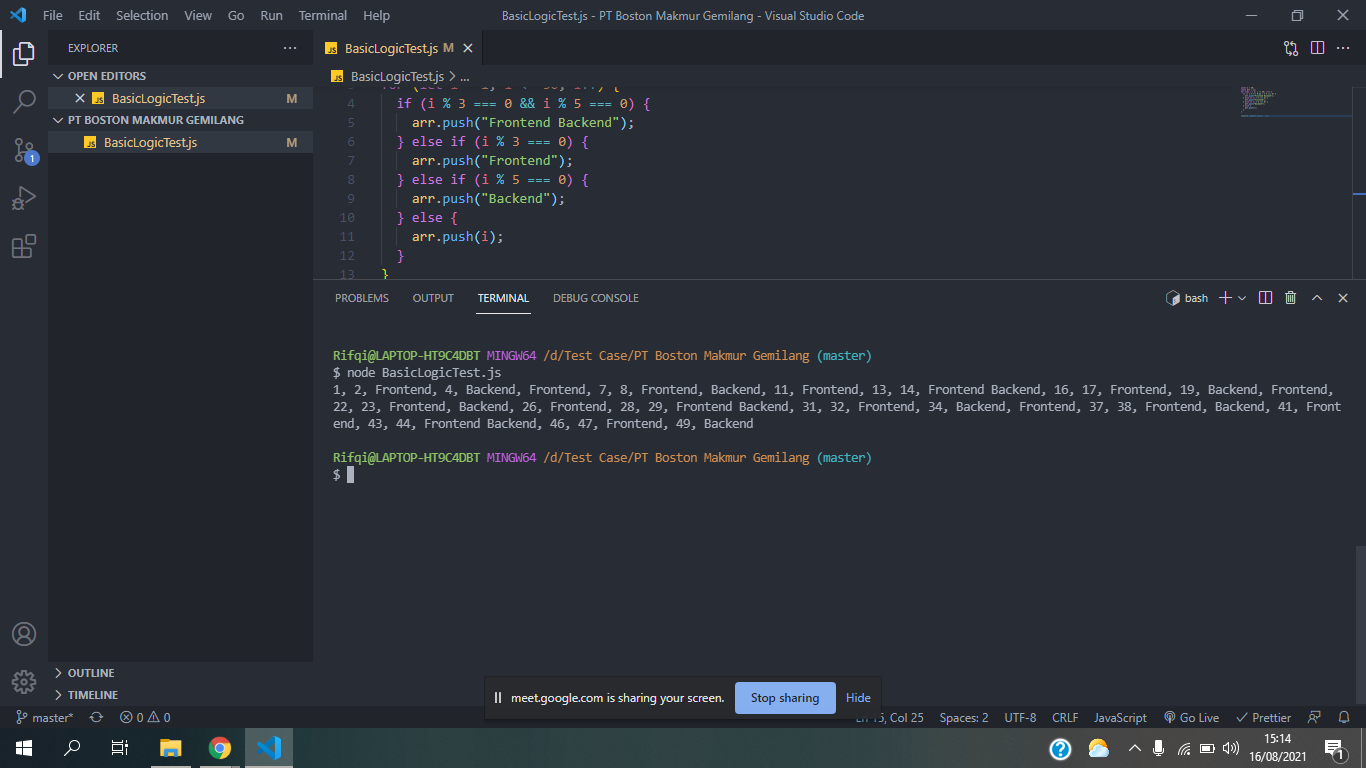 File Edit Selection View Go Run Terminal Help
BasicLogicTest.js - PT Boston Makmur Gemilang - Visual Studio Code
EXPLORER
OPEN EDITORS
BasicLogicTest.js M
PT BOSTON MAKMUR GEMILANG
BasicLogicTest.js M
OUTLINE
TIMELINE
1
BasicLogicTest.js M
BasicLogicTest.js > ...
4 if (i % 3 === 0 && i % 5 === 0) {
5 arr.push("Frontend Backend");
6 } else if (i % 3 === 0) {
7 arr.push("Frontend");
8 } else if (i % 5 === 0) {
9 arr.push("Backend");
10 } else {
11 arr.push(i);
12 }
13 }
PROBLEMS OUTPUT TERMINAL DEBUG CONSOLE
bash
Rifqi@LAPTOP-HT9C4DBT MINGW64 /d/Test Case/PT Boston Makmur Gemilang (master)
$ node BasicLogicTest.js
1, 2, Frontend, 4, Backend, Frontend, 7, 8, Frontend, Backend, 11, Frontend, 13, 14, Frontend Backend, 16, 17, Frontend, 19, Backend, Frontend,
22, 23, Frontend, Backend, 26, Frontend, 28, 29, Frontend Backend, 31, 32, Frontend, 34, Backend, Frontend, 37, 38, Frontend, Backend, 41, Front
end, 43, 44, Frontend Backend, 46, 47, Frontend, 49, Backend
Rifqi@LAPTOP-HT9C4DBT MINGW64 /d/Test Case/PT Boston Makmur Gemilang (master)
$
meet.google.com is sharing your screen. Stop sharing Hide
master* 0 0 Ln 15, Col 25 Spaces: 2 UTF-8 CRLF JavaScript Go Live Prettier
15:14
16/08/2021
1